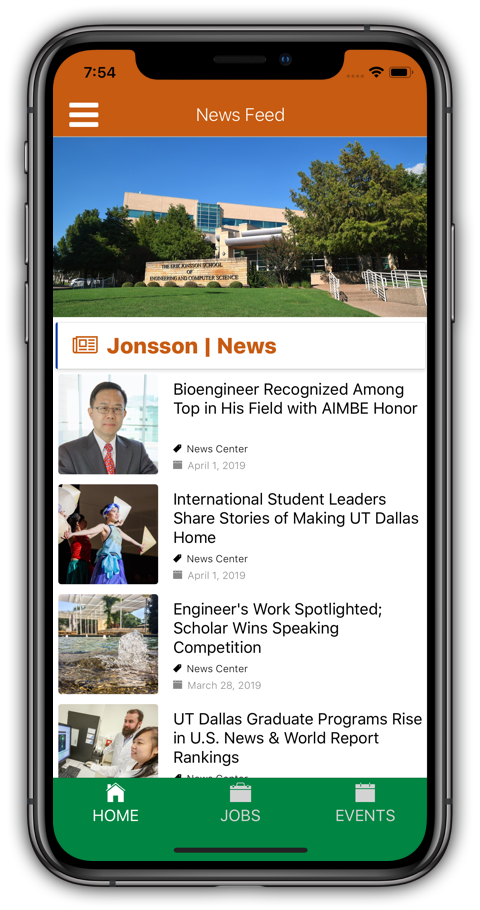 7:54
News Feed
THE ERIK JONSSON SCHOOL
OF
ENGINEERING AND COMPUTER SCIENCE
Jonsson | News
Bioengineer Recognized Among
Top in His Field with AIMBE Honor
News Center
April 1, 2019
International Student Leaders
Share Stories of Making UT Dallas
Home
News Center
April 1, 2019
Engineer's Work Spotlighted;
Scholar Wins Speaking
Competition
News Center
March 28, 2019
UT Dallas Graduate Programs Rise
in U.S. News & World Report
Rankings
News Center
HOME
JOBS
EVENTS